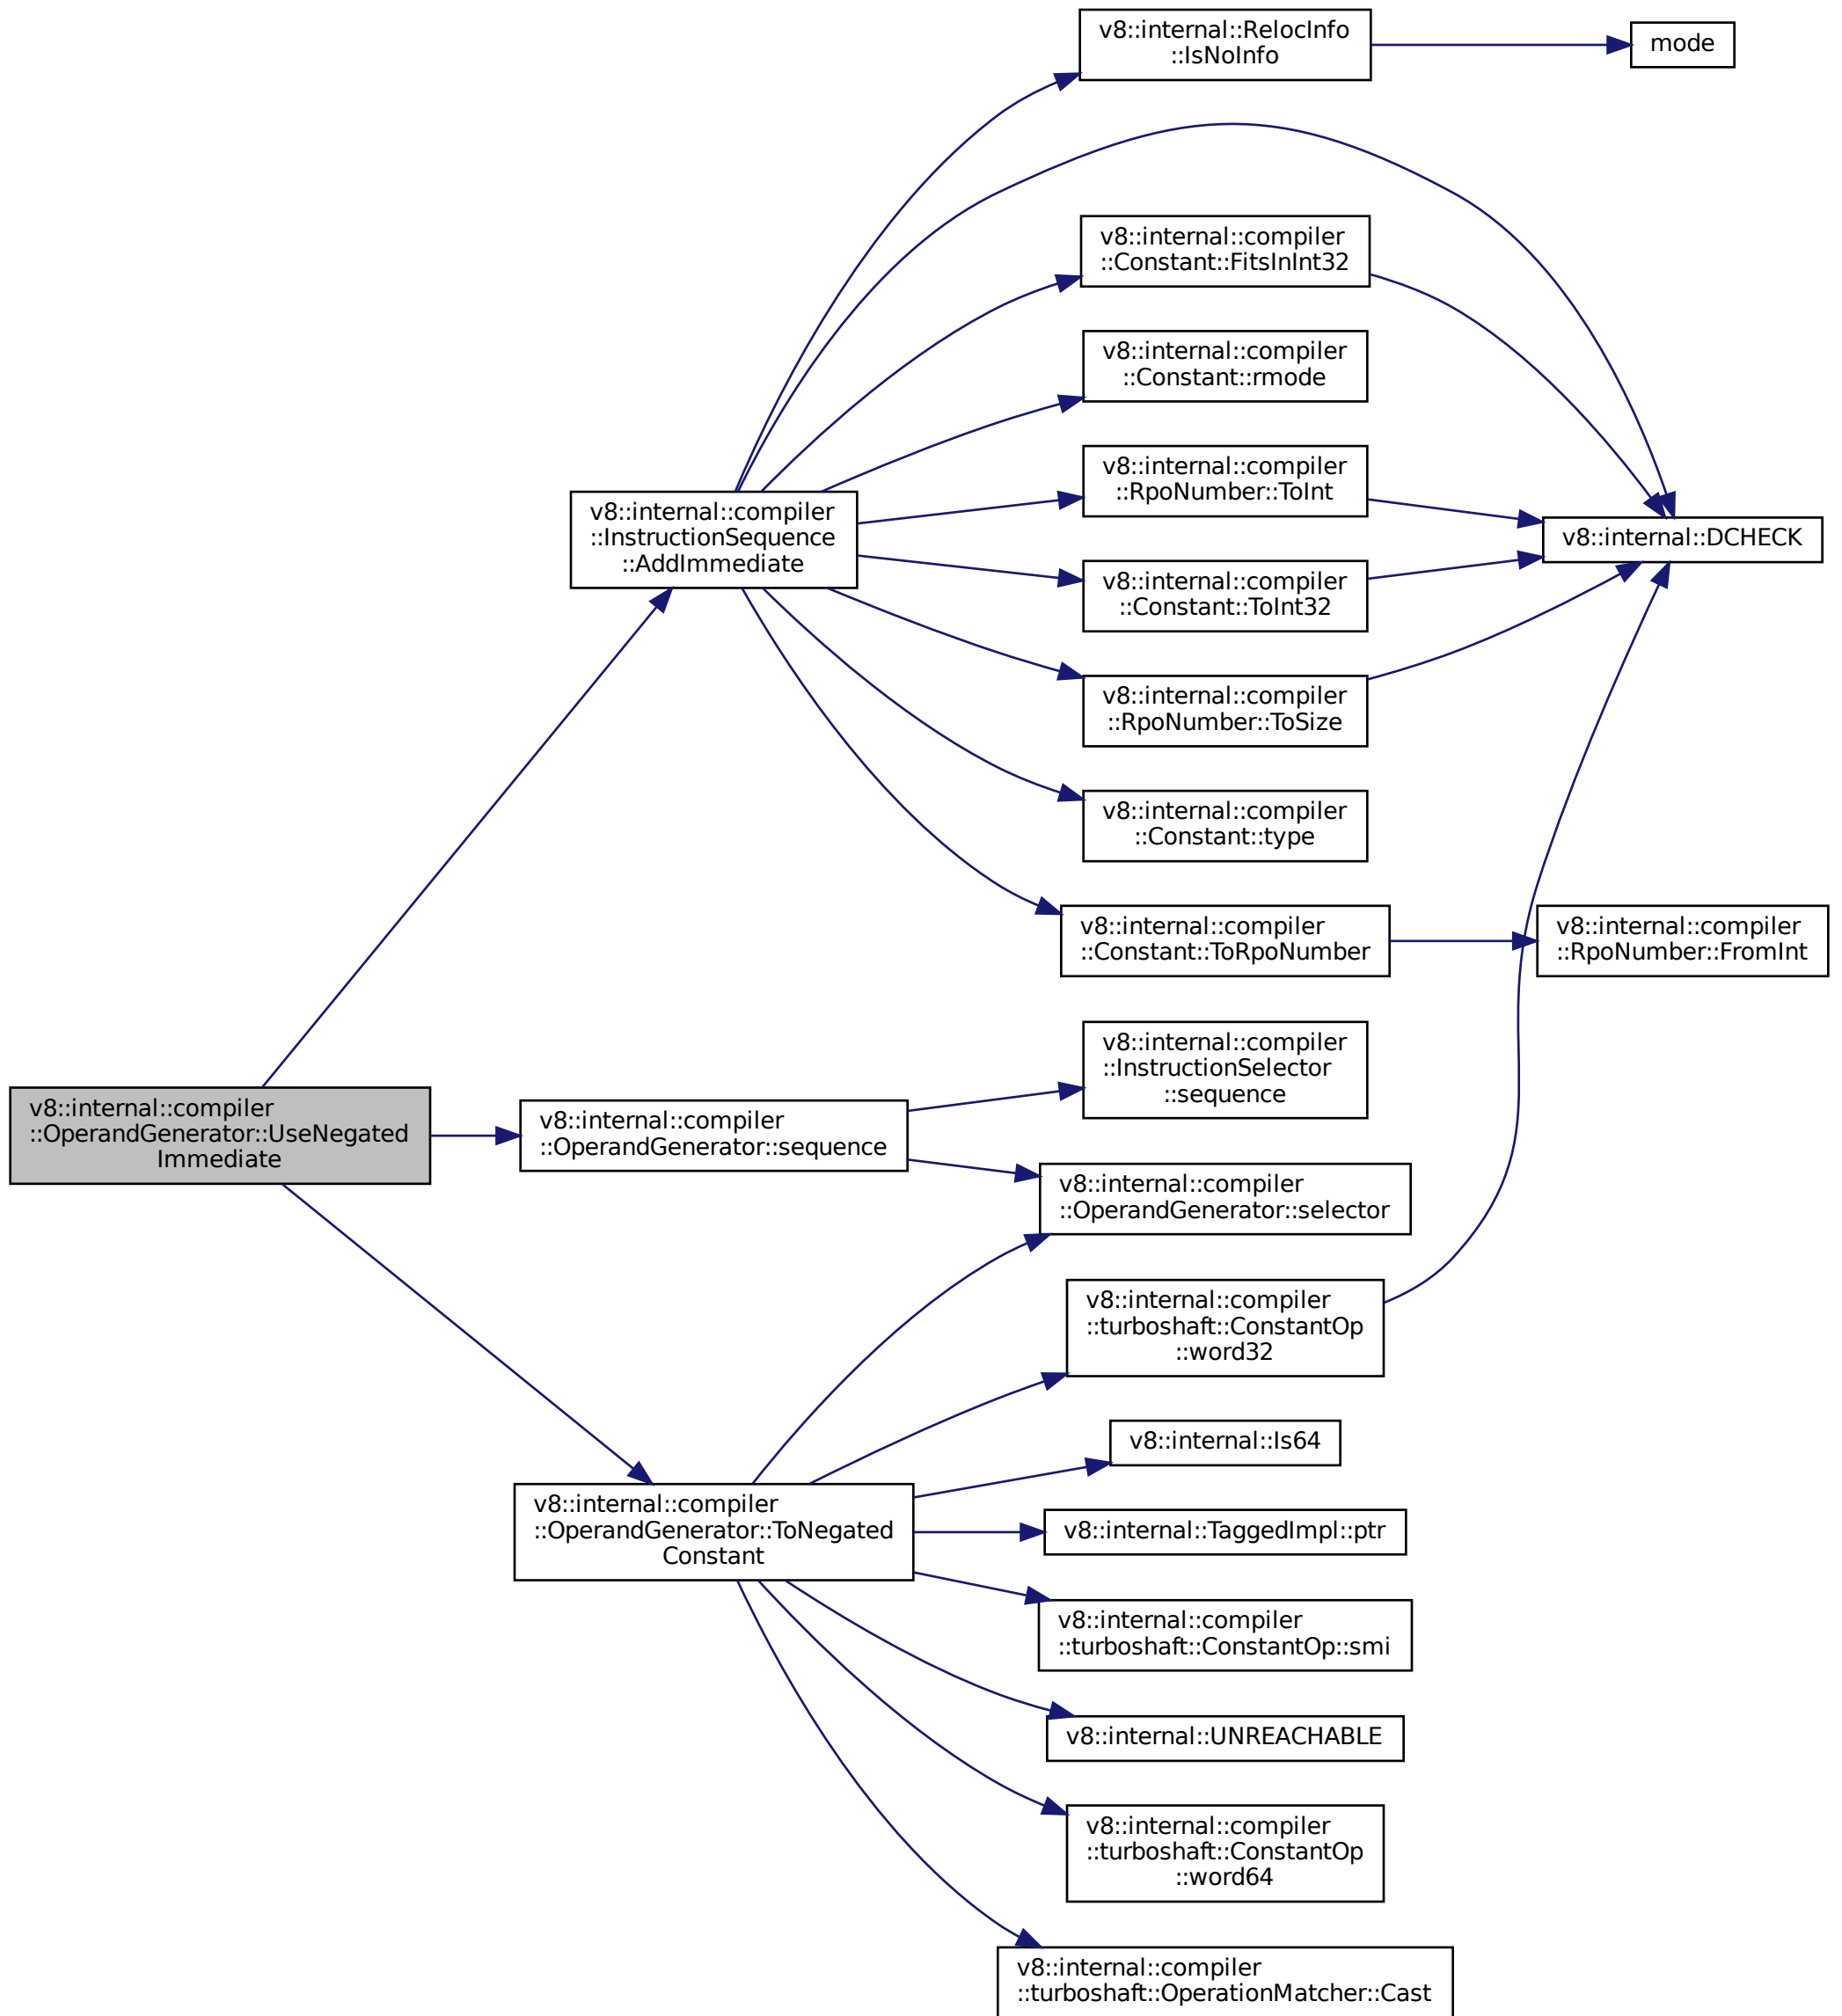 v8::internal::RelocInfo
::IsNoInfo
mode
v8::internal::compiler
::Constant::FitsInInt32
v8::internal::compiler
::Constant::rmode
v8::internal::compiler
::RpoNumber::ToInt
v8::internal::compiler
::InstructionSequence
::AddImmediate
v8::internal::DCHECK
v8::internal::compiler
::Constant::ToInt32
v8::internal::compiler
::RpoNumber::ToSize
v8::internal::compiler
::Constant::type
v8::internal::compiler
::Constant::ToRpoNumber
v8::internal::compiler
::RpoNumber::FromInt
v8::internal::compiler
::InstructionSelector
::sequence
v8::internal::compiler
::OperandGenerator::UseNegated
Immediate
v8::internal::compiler
::OperandGenerator::sequence
v8::internal::compiler
::OperandGenerator::selector
v8::internal::compiler
::turboshaft::ConstantOp
::word32
v8::internal::Is64
v8::internal::compiler
::OperandGenerator::ToNegated
Constant
v8::internal::TaggedImpl::ptr
v8::internal::compiler
::turboshaft::ConstantOp::smi
v8::internal::UNREACHABLE
v8::internal::compiler
::turboshaft::ConstantOp
::word64
v8::internal::compiler
::turboshaft::OperationMatcher::Cast